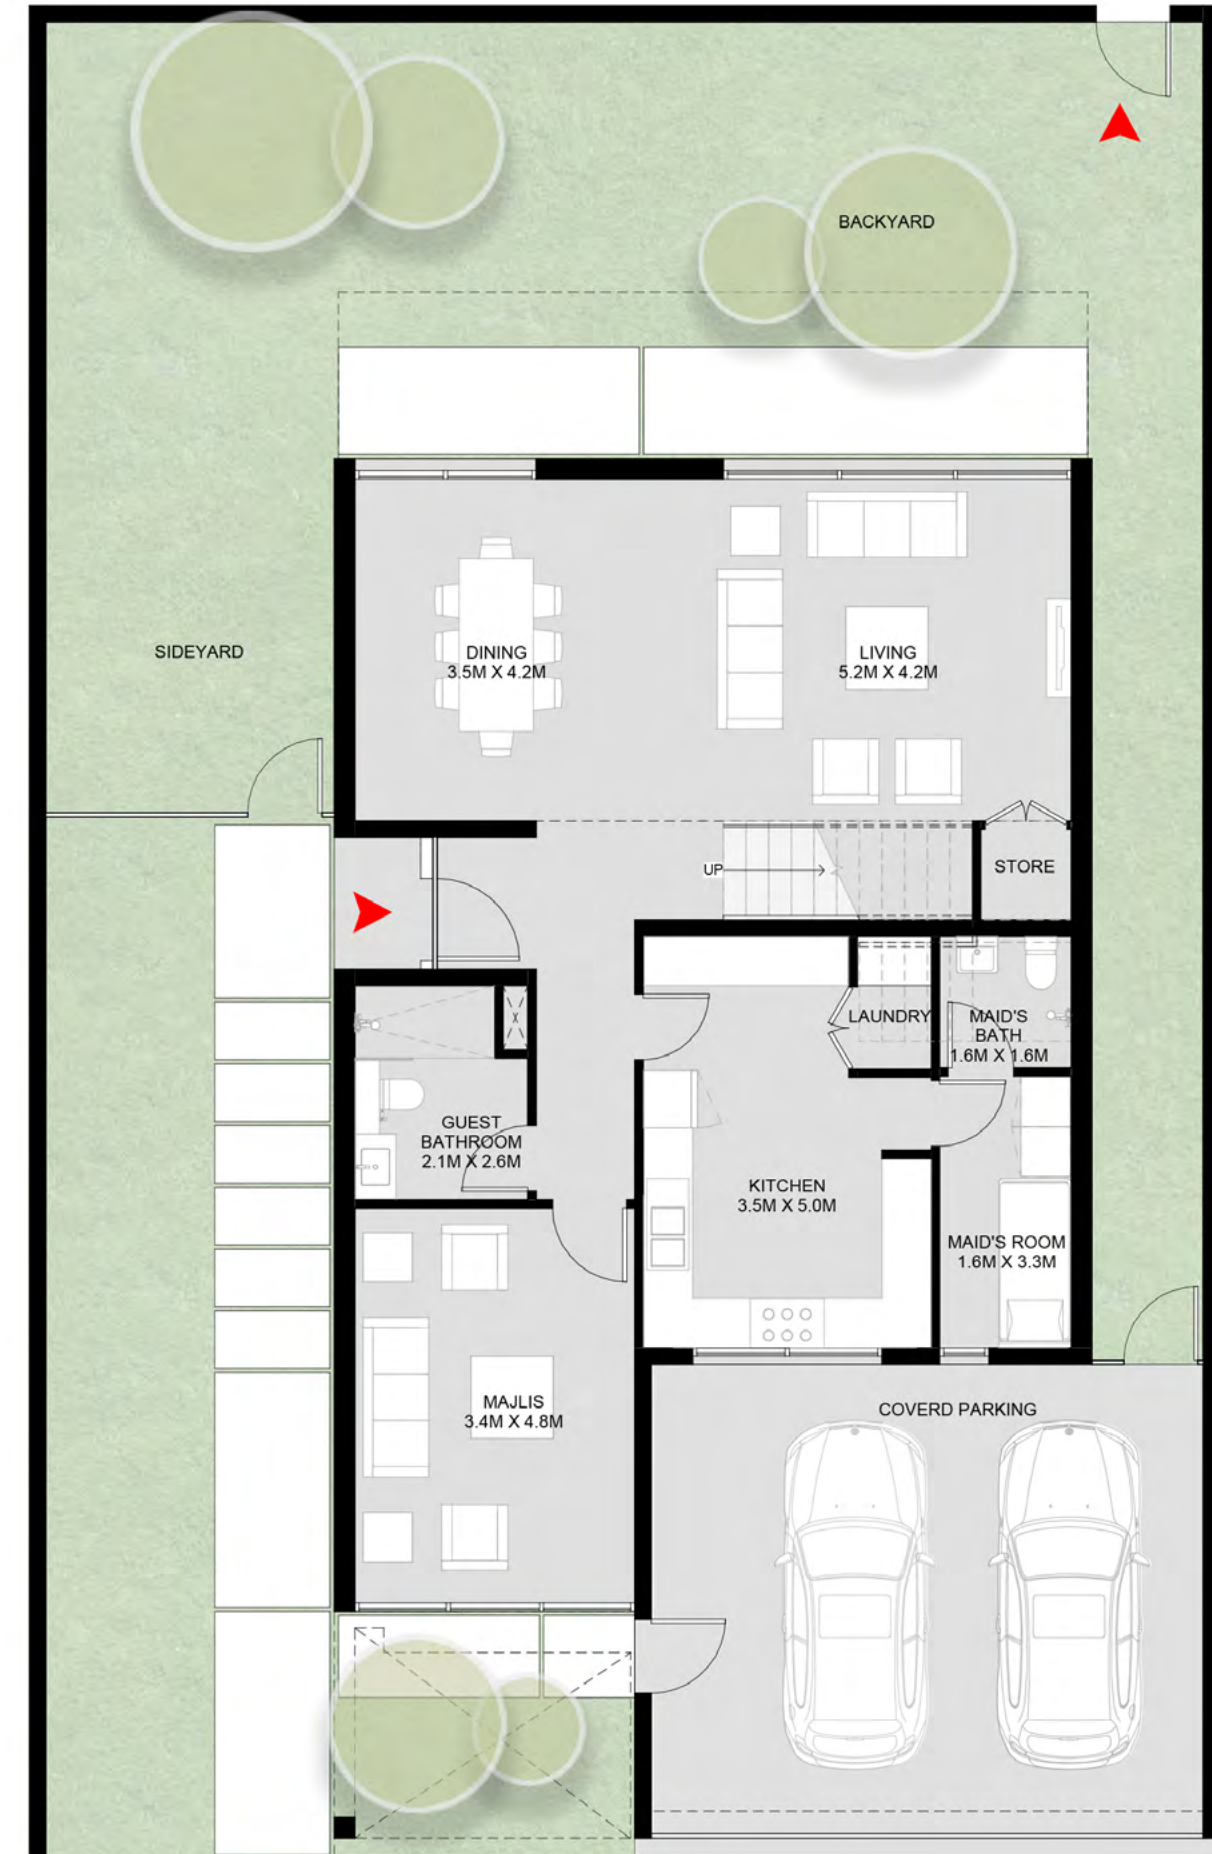 BACKYARD
SIDEYARD
DINING
3.5M X 4.2M
LIVING
5.2M X 4.2M
UP
STORE
LAUNDRY
MAID'S
BATH
1.6M X 1.6M
GUEST
BATHROOM
2.1M X 2.6M
KITCHEN
3.5M X 5.0M
MAID'S ROOM
1.6M X 3.3M
MAJLIS
3.4M X 4.8M
COVERD PARKING